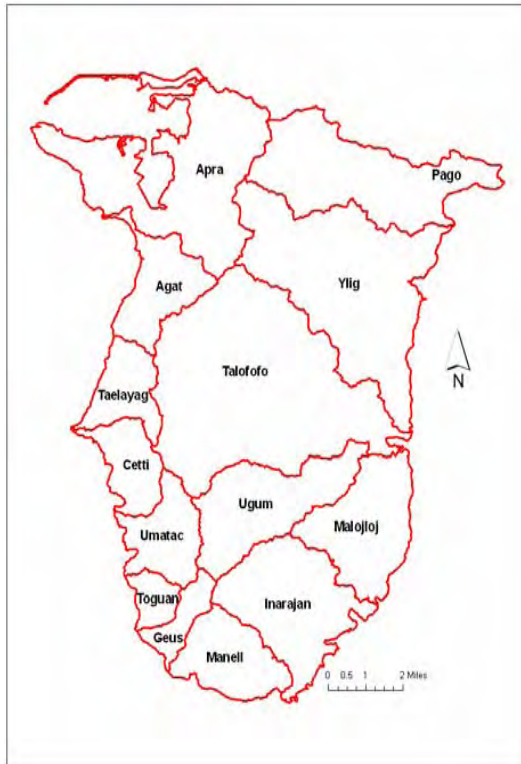 Apra
Pago
Agat
Ylig
N
Talofofo
Taelayag
Cetti
Ugum
Malojloj
Umatac
Toguan
Inarajan
Geus
Manell
0 0.5 1 2 Miles